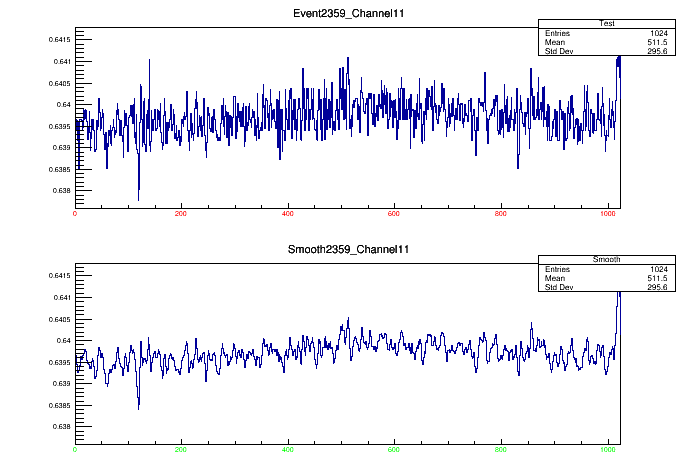 Event2359_Channel11
Test
Entries 1024
Mean 511.5
Std Dev 295.6
0.6415
0.641
0.6405
0.64
0.6395
0.639
0.6385
0.638
0 200 400 600 800 1000
Smooth2359_Channel11
Smooth
Entries 1024
Mean 511.5
Std Dev 295.6
0.6415
0.641
0.6405
0.64
0.6395
0.639
0.6385
0.638
0 200 400 600 800 1000